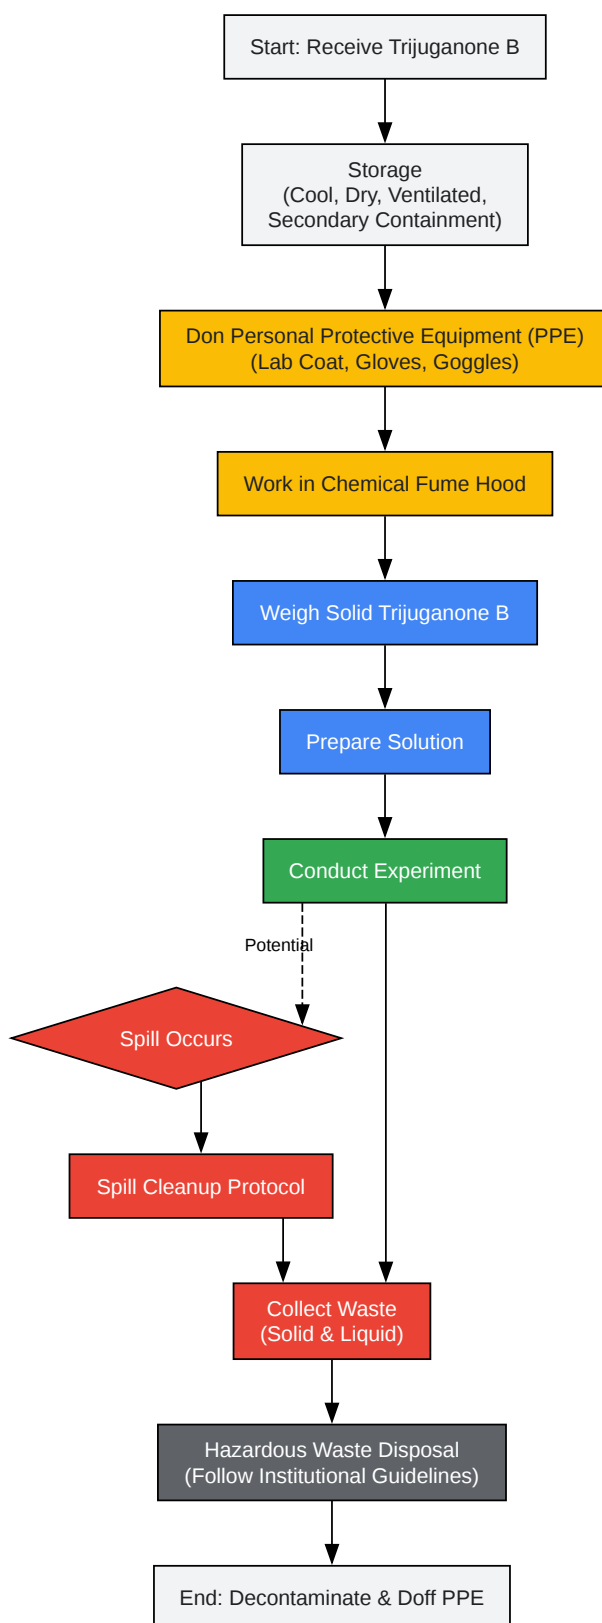 Start: Receive Trijuganone B
Storage
(Cool, Dry, Ventilated,
Secondary Containment)
Don Personal Protective Equipment (PPE)
(Lab Coat, Gloves, Goggles)
Work in Chemical Fume Hood
Weigh Solid Trijuganone B
Prepare Solution
Conduct Experiment
Potential
Spill Occurs
Spill Cleanup Protocol
Collect Waste
(Solid & Liquid)
Hazardous Waste Disposal
(Follow Institutional Guidelines)
End: Decontaminate & Doff PPE